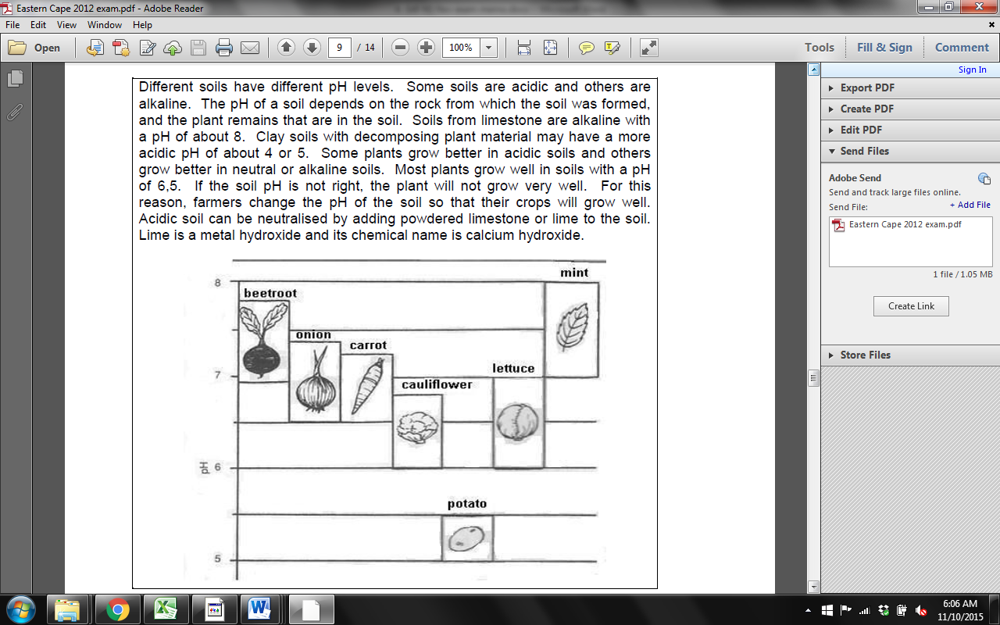 Eastern Cape 2012 exam.pdf - Adobe Reader
File Edit View Window Help
Open 9 / 14 100% Tools Fill & Sign Comment
Sign In
Different soils have different pH levels. Some soils are acidic and others are
alkaline. The pH of a soil depends on the rock from which the soil was formed,
and the plant remains that are in the soil. Soils from limestone are alkaline with
a pH of about 8. Clay soils with decomposing plant material may have a more
acidic pH of about 4 or 5. Some plants grow better in acidic soils and others
grow better in neutral or alkaline soils. Most plants grow well in soils with a pH
of 6,5. If the soil pH is not right, the plant will not grow very well. For this
reason, farmers change the pH of the soil so that their crops will grow well.
Acidic soil can be neutralised by adding powdered limestone or lime to the soil.
Lime is a metal hydroxide and its chemical name is calcium hydroxide.
mint
8
beetroot
onion
carrot
lettuce
7
cauliflower
pH 6
potato
5
Export PDF
Create PDF
Edit PDF
Send Files
Adobe Send
Send and track large files online.
Send File: + Add File
Eastern Cape 2012 exam.pdf
1 file / 1.05 MB
Create Link
Store Files
6:06 AM
11/10/2015